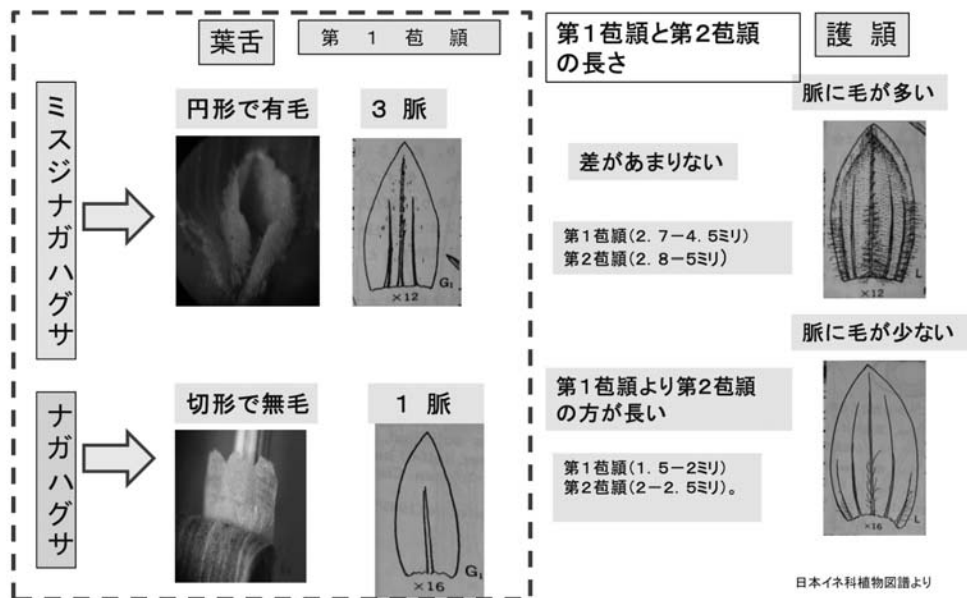 葉舌
第1苞頴
第1苞頴と第2苞頴
の長さ
護頴
ミスジナガハグサ
円形で有毛
3 脈
差があまりない
脈に毛が多い
第1苞頴(2.7−4.5ミリ)
第2苞頴(2.8−5ミリ)
G₁
×12
L
×12
ナガハグサ
切形で無毛
1 脈
第1苞頴より第2苞頴
の方が長い
脈に毛が少ない
第1苞頴(1.5−2ミリ)
第2苞頴(2−2.5ミリ)。
G₁
×16
L
×16
日本イネ科植物図譜より